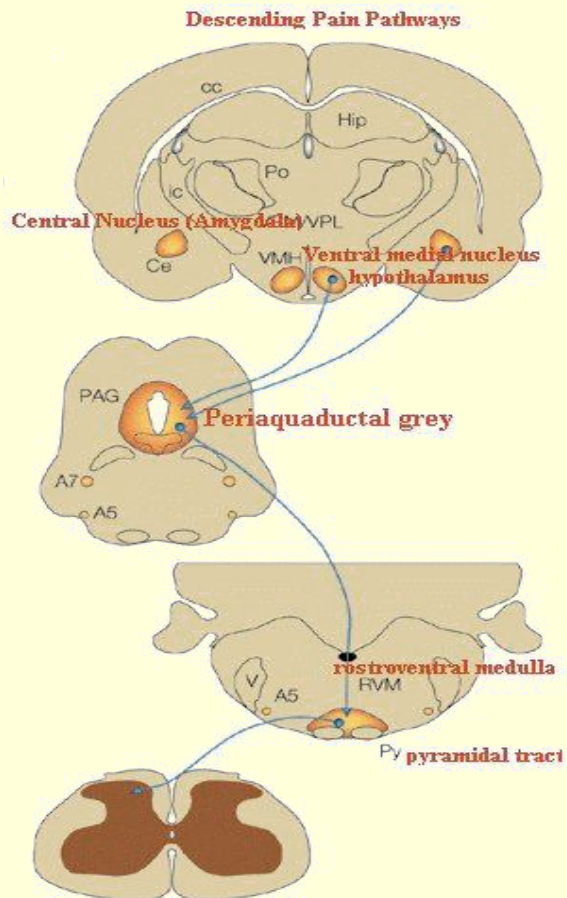 Descending Pain Pathways
cc
Hip
Po
ic
Central Nucleus (Amygdala)
/VPL
Ce
VMH
Ventral medial nucleus
hypothalamus
PAG
Periaquaductal grey
A7
A5
rostroventral medulla
V
A5
RVM
Py
pyramidal tract